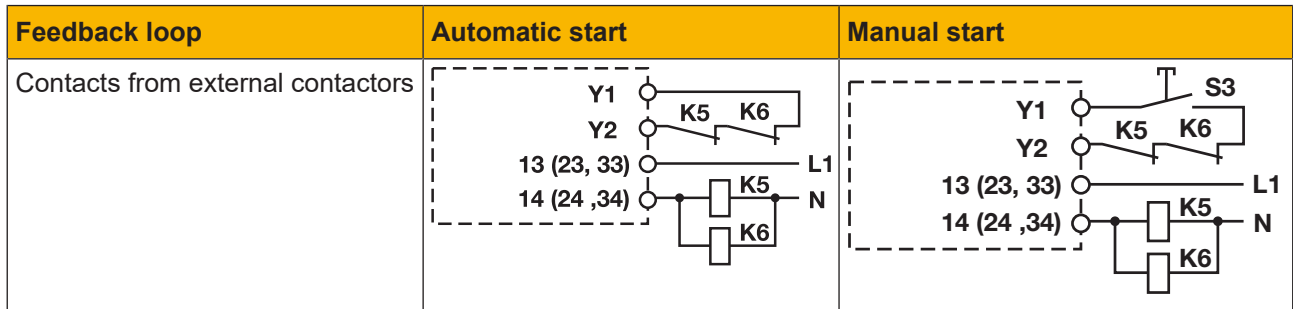 Feedback loop Automatic start Manual start
Contacts from external contactors
Y1
K5 K6
Y2
13 (23, 33) L1
K5
14 (24 ,34) N
K6
S3
Y1
K5 K6
Y2
13 (23, 33) L1
K5
14 (24 ,34) N
K6